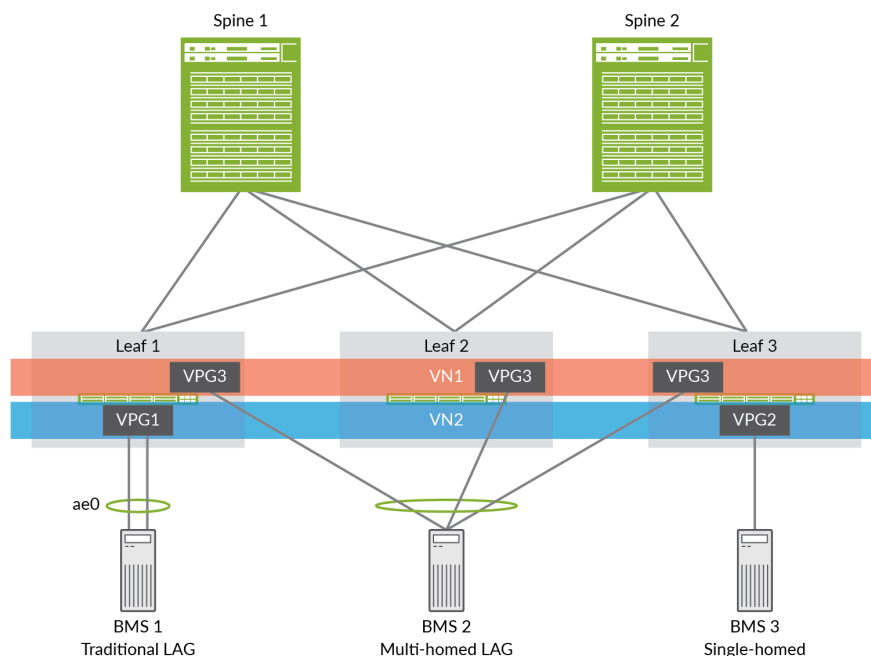 Spine 1
Spine 2
Leaf 1
Leaf 2
Leaf 3
VPG3
VN1
VPG3
VPG3
VPG1
VN2
VPG2
ae0
BMS 1
Traditional LAG
BMS 2
Multi-homed LAG
BMS 3
Single-homed